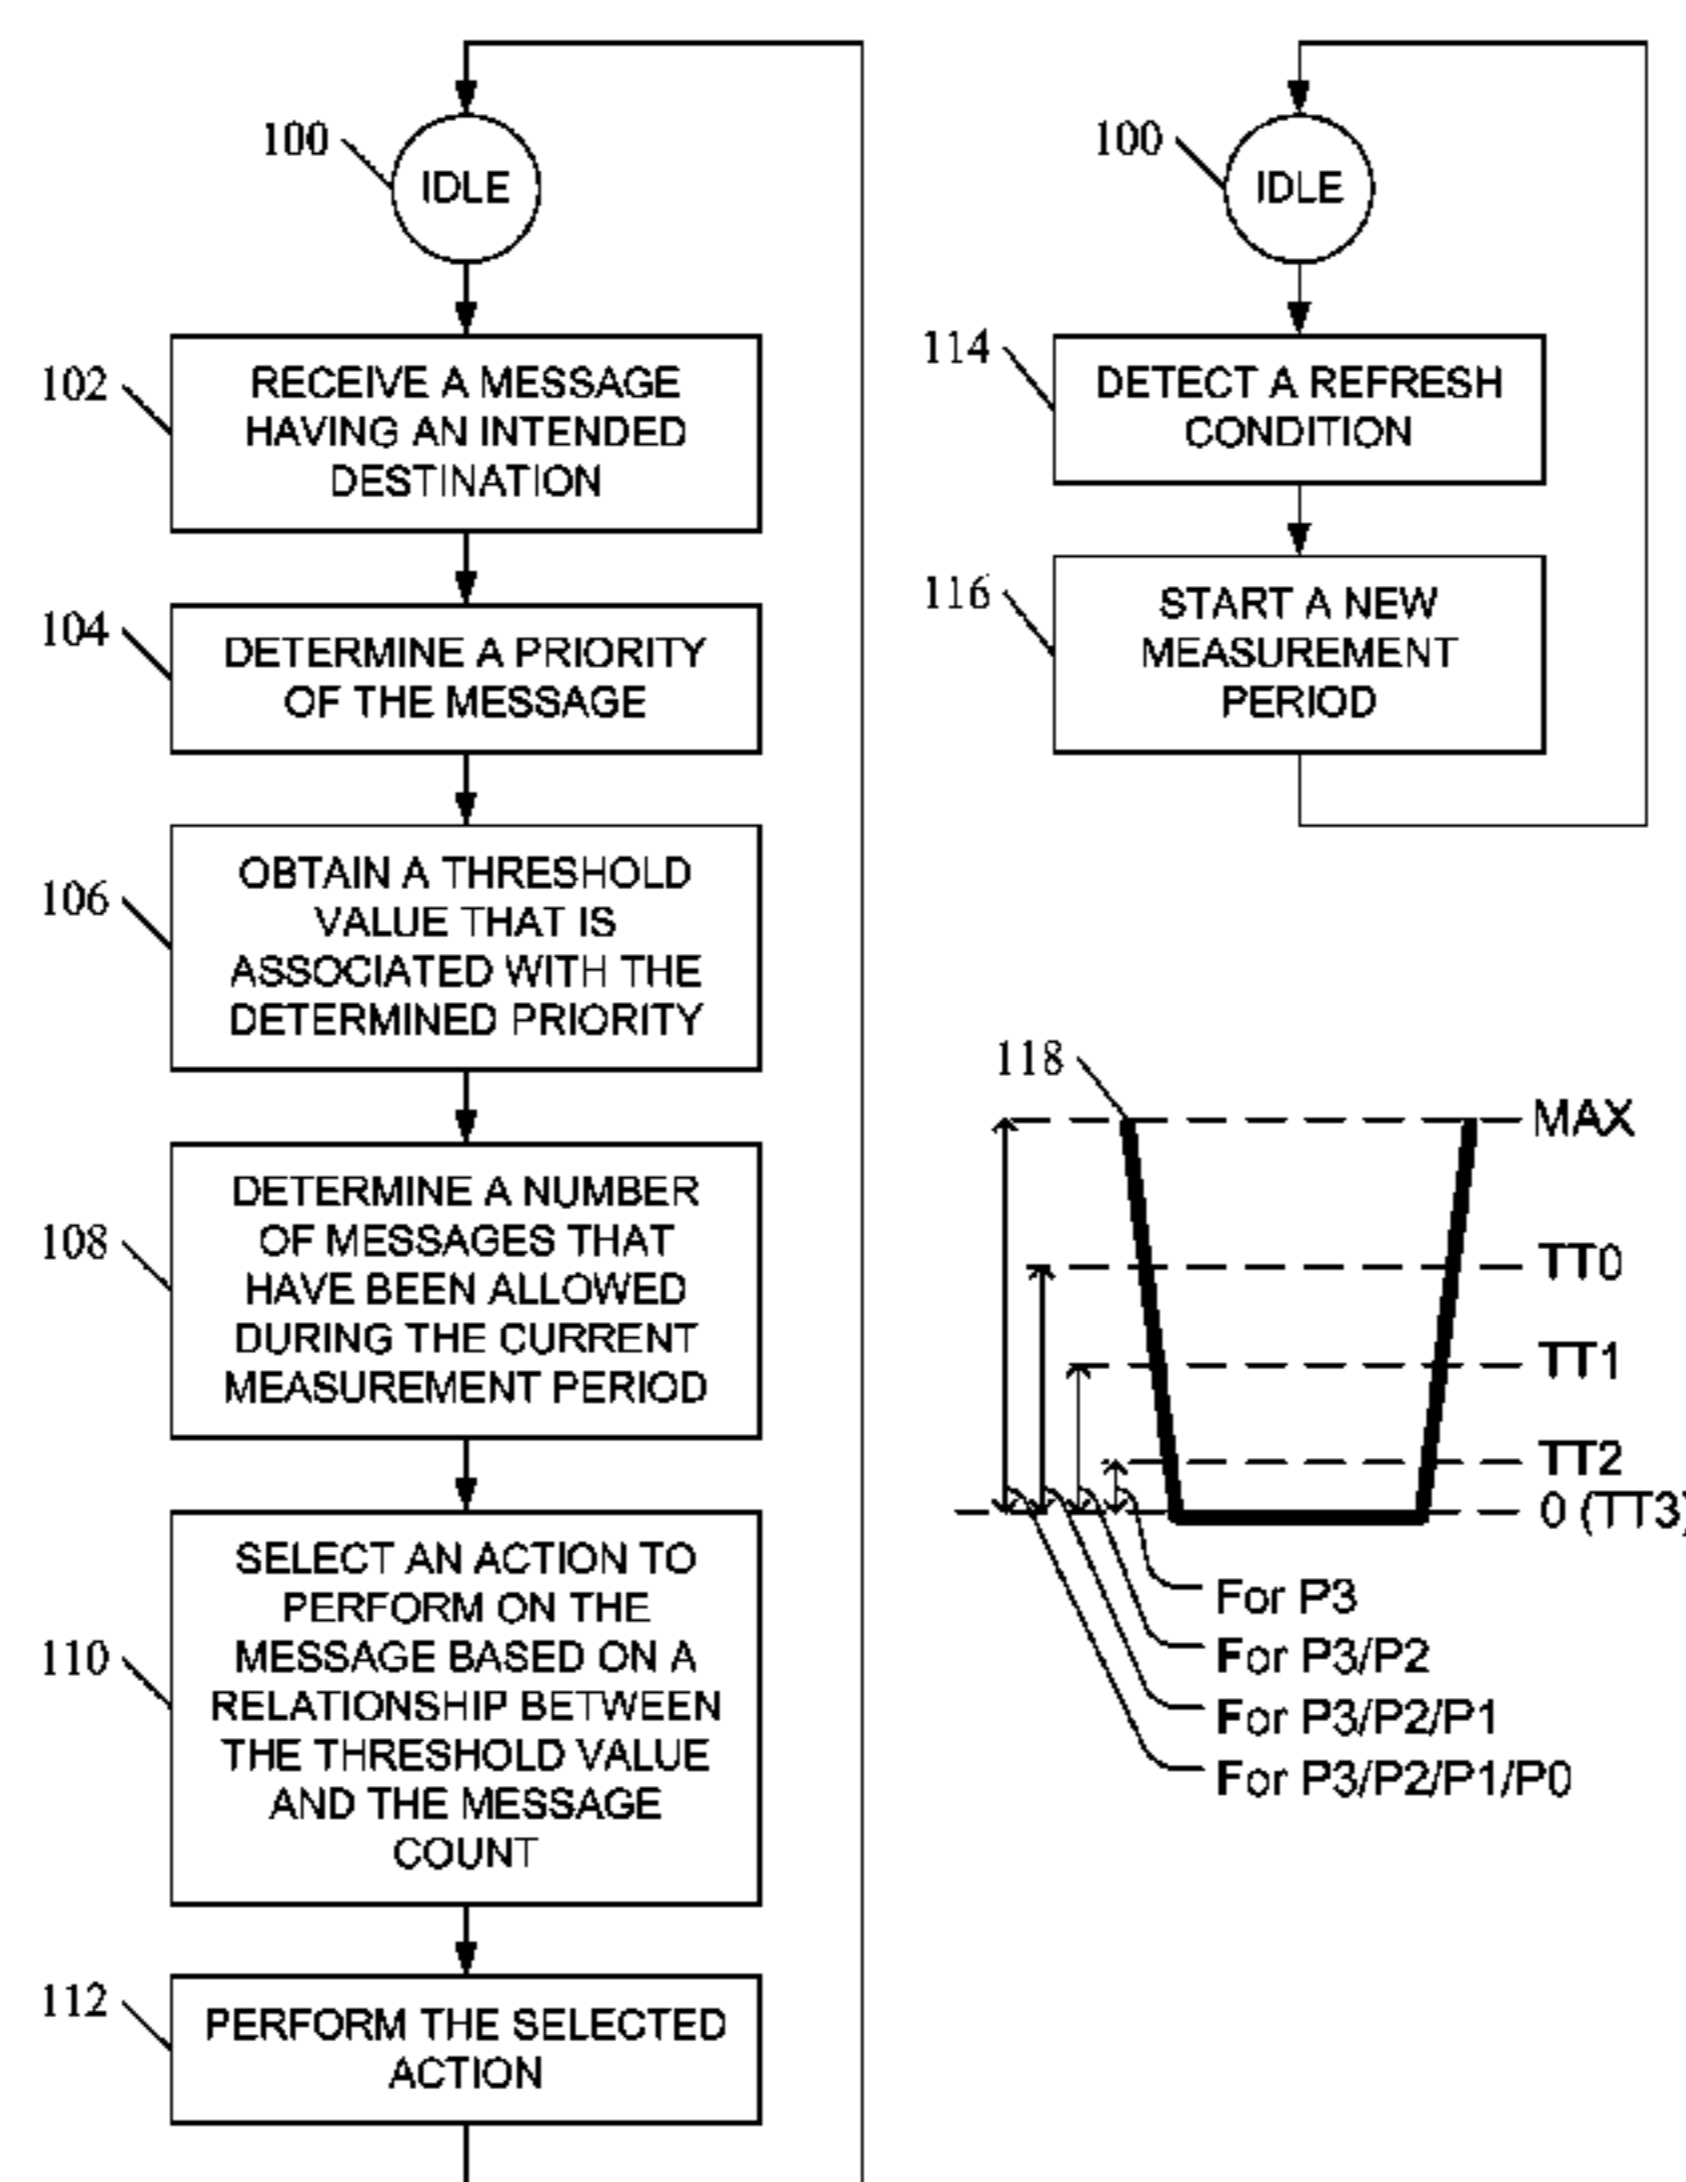 100
IDLE
102
RECEIVE A MESSAGE
HAVING AN INTENDED
DESTINATION
104
DETERMINE A PRIORITY
OF THE MESSAGE
106
OBTAIN A THRESHOLD
VALUE THAT IS
ASSOCIATED WITH THE
DETERMINED PRIORITY
108
DETERMINE A NUMBER
OF MESSAGES THAT
HAVE BEEN ALLOWED
DURING THE CURRENT
MEASUREMENT PERIOD
110
SELECT AN ACTION TO
PERFORM ON THE
MESSAGE BASED ON A
RELATIONSHIP BETWEEN
THE THRESHOLD VALUE
AND THE MESSAGE
COUNT
112
PERFORM THE SELECTED
ACTION
100
IDLE
114
DETECT A REFRESH
CONDITION
116
START A NEW
MEASUREMENT
PERIOD
118
MAX
TT0
TT1
TT2
0 (TT3)
For P3
For P3/P2
For P3/P2/P1
For P3/P2/P1/P0